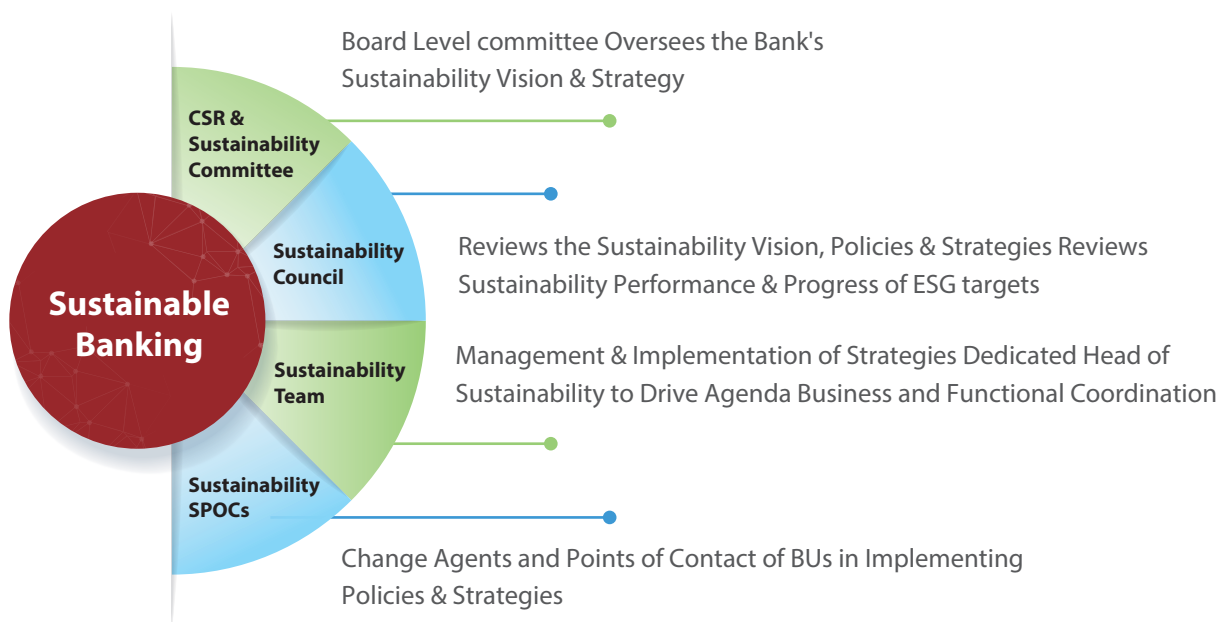 Board Level committee Oversees the Bank's
Sustainability Vision & Strategy
CSR &
Sustainability
Committee
Sustainability
Council
Reviews the Sustainability Vision, Policies & Strategies Reviews
Sustainability Performance & Progress of ESG targets
Sustainable
Banking
Sustainability
Team
Management & Implementation of Strategies Dedicated Head of
Sustainability to Drive Agenda Business and Functional Coordination
Sustainability
SPOCs
Change Agents and Points of Contact of BUs in Implementing
Policies & Strategies